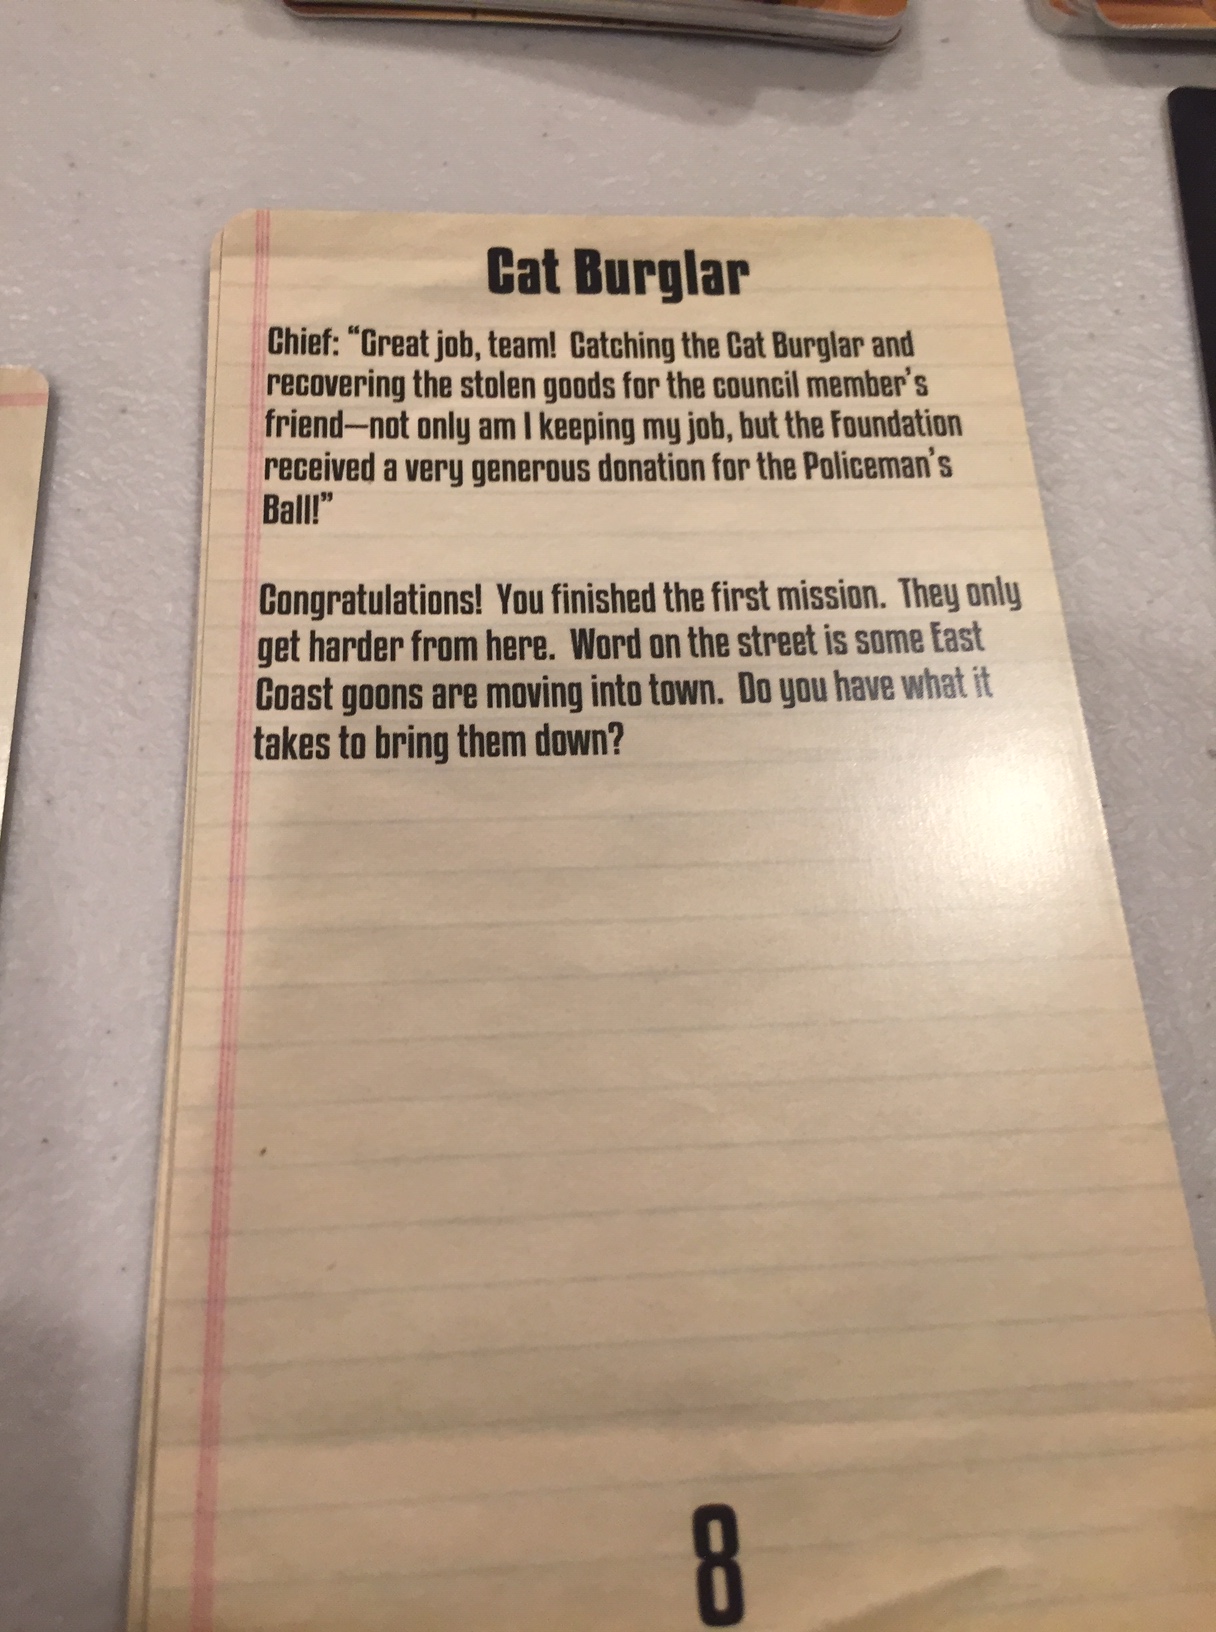 Cat Burglar
Chief: “Great job, team!  Catching the Cat Burglar and
recovering the stolen goods for the council member’s
friend—not only am I keeping my job, but the Foundation
received a very generous donation for the Policeman’s
Ball!”
Congratulations!  You finished the first mission.  They only
get harder from here.  Word on the street is some East
Coast goons are moving into town.  Do you have what it
takes to bring them down?
8